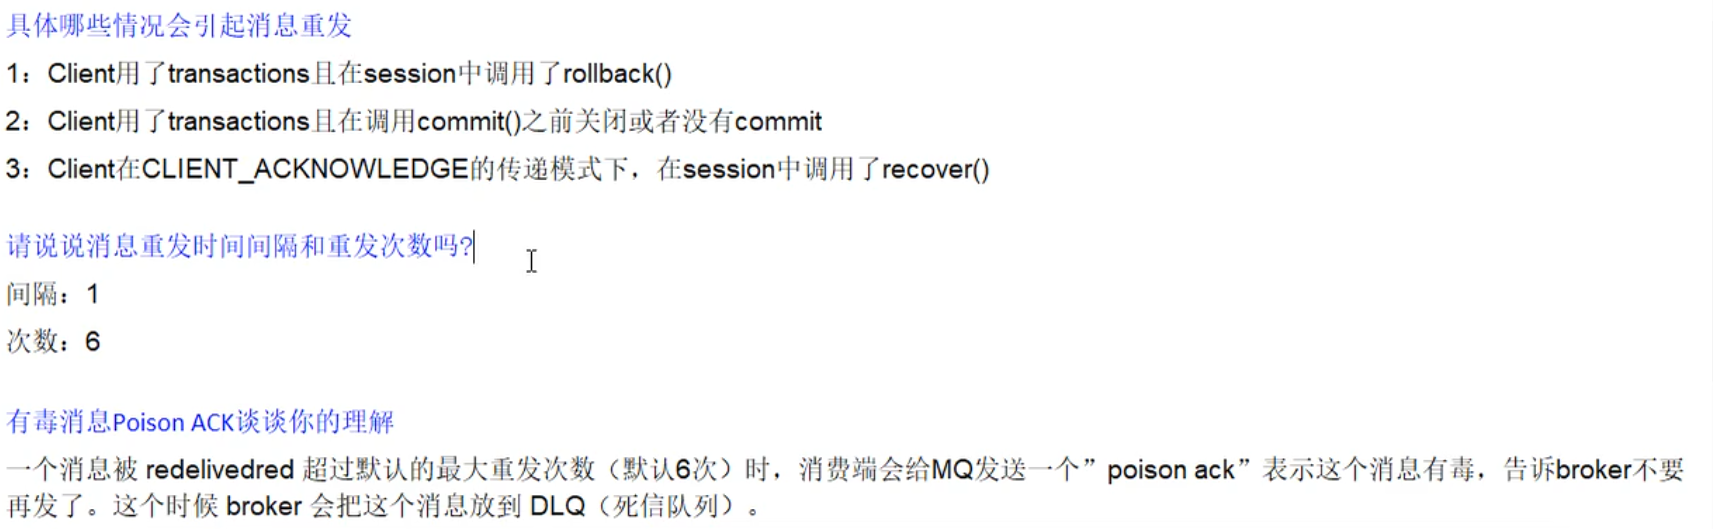 具体哪些情况会引起消息重发
1：Client用了transactions且在session中调用了rollback()
2：Client用了transactions且在调用commit()之前关闭或者没有commit
3：Client在CLIENT_ACKNOWLEDGE的传递模式下，在session中调用了recover()
请说说消息重发时间间隔和重发次数吗?
间隔：1
次数：6
有毒消息Poison ACK谈谈你的理解
一个消息被 redelivedred 超过默认的最大重发次数（默认6次）时，消费端会给MQ发送一个”poison ack”表示这个消息有毒，告诉broker不要
再发了。这个时候 broker 会把这个消息放到 DLQ（死信队列）。